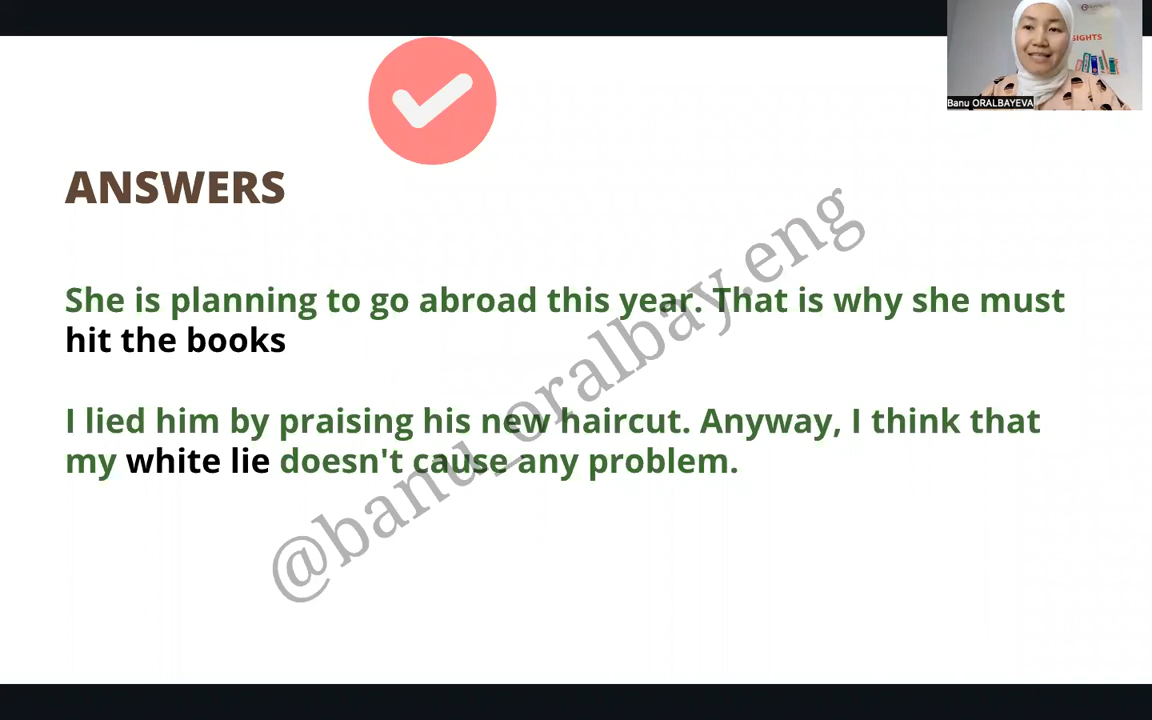 SIGHTS
Banu ORALBAYEVA
ANSWERS
She is planning to go abroad this year. That is why she must
hit the books
I lied him by praising his new haircut. Anyway, I think that
my white lie doesn't cause any problem.
@banu_oralbay.eng